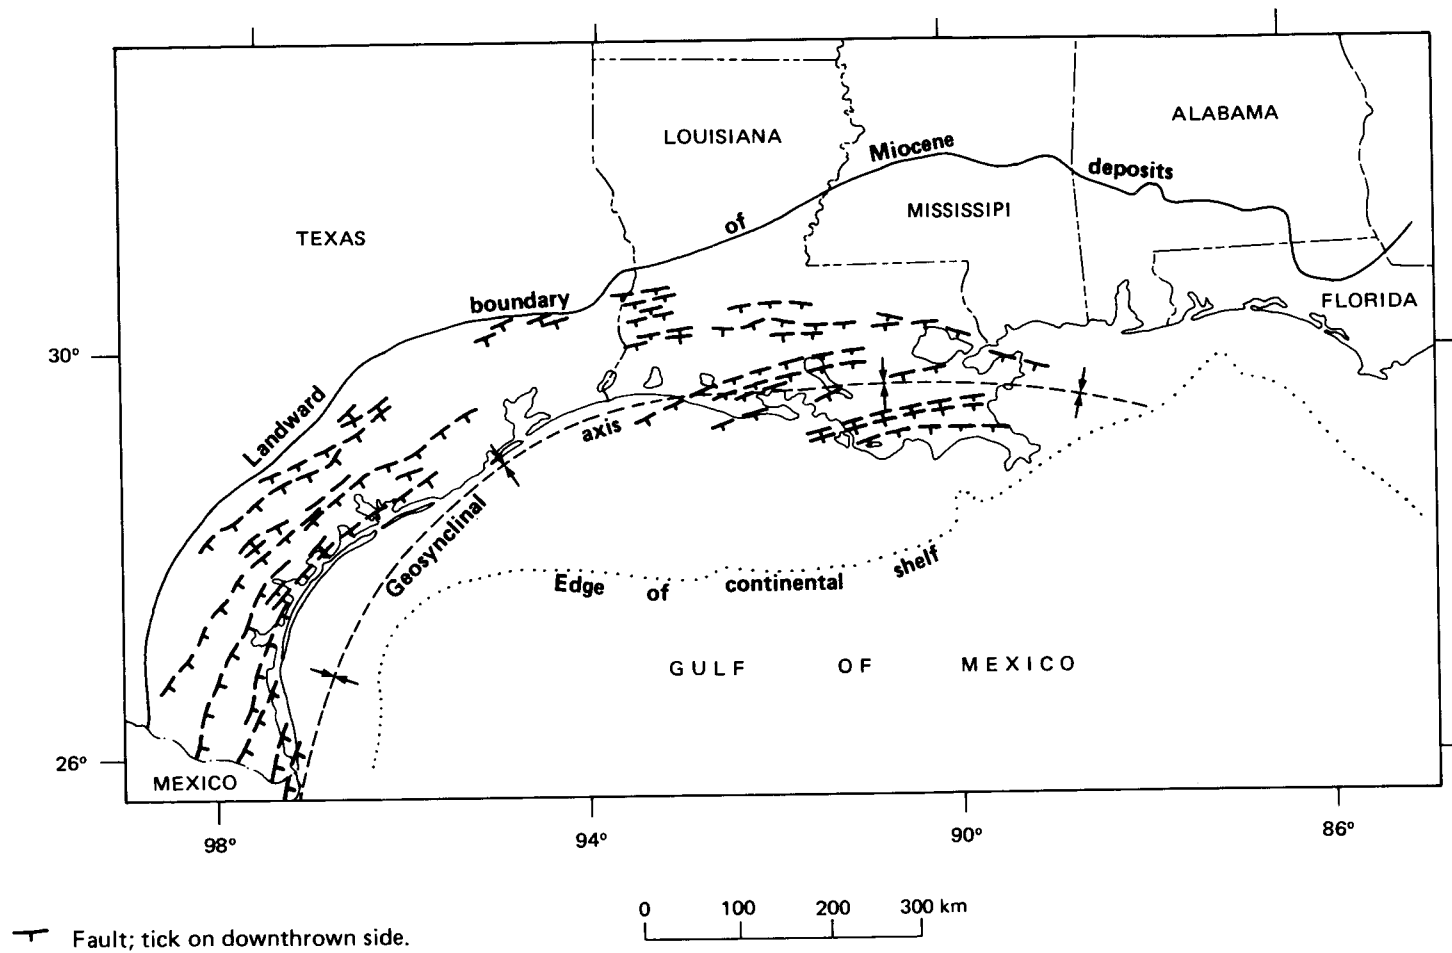 ALABAMA
LOUISIANA
Miocene
deposits
MISSISSIPI
of
TEXAS
boundary
FLORIDA
30°
Landward
axis
Geosynclinal
Edge of continental shelf
GULF OF MEXICO
26°
MEXICO
98° 94° 90° 86°
0 100 200 300 km
Fault; tick on downthrown side.